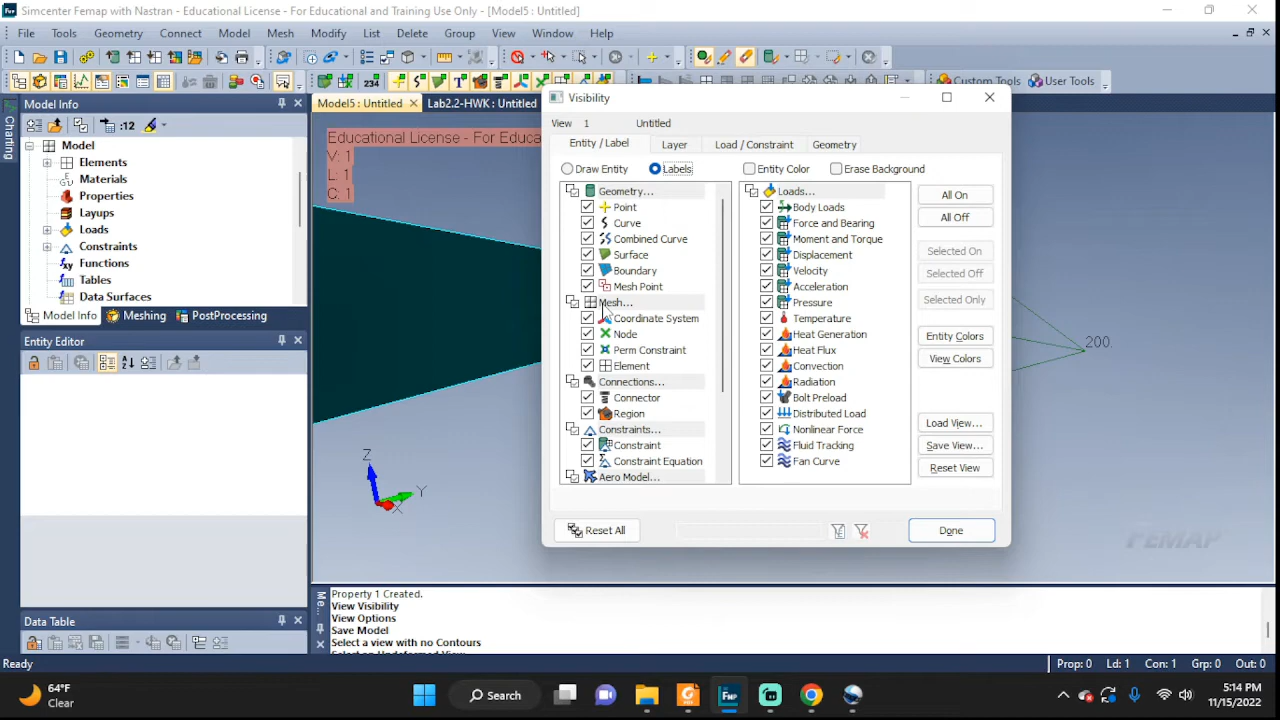 Simcenter Femap with Nastran - Educational License - For Educational and Training Use Only - [Model5 : Untitled]
File Tools Geometry Connect Model Mesh Modify List Delete Group View Window Help
234 Custom Tools User Tools
Charting
Model Info
:12
Model
Elements
Materials
Properties
Layups
Loads
Constraints
Functions
Tables
Data Surfaces
Model Info Meshing PostProcessing
Entity Editor
Data Table
Model5 : Untitled Lab2.2-HWK : Untitled
Educational License - For Educa
V: 1
L: 1
C: 1
Z
Y
X
200.
FEMAP
Visibility
View 1 Untitled
Entity / Label Layer Load / Constraint Geometry
Draw Entity Labels Entity Color Erase Background
Geometry...
Point
Curve
Combined Curve
Surface
Boundary
Mesh Point
Mesh...
Coordinate System
Node
Perm Constraint
Element
Connections...
Connector
Region
Constraints...
Constraint
Constraint Equation
Aero Model...
Loads...
Body Loads
Force and Bearing
Moment and Torque
Displacement
Velocity
Acceleration
Pressure
Temperature
Heat Generation
Heat Flux
Convection
Radiation
Bolt Preload
Distributed Load
Nonlinear Force
Fluid Tracking
Fan Curve
All On
All Off
Selected On
Selected Off
Selected Only
Entity Colors
View Colors
Load View...
Save View...
Reset View
Reset All
Done
Me...
Property 1 Created.
View Visibility
View Options
Save Model
Select a view with no Contours
Ready Prop: 0 Ld: 1 Con: 1 Grp: 0 Out: 0
64°F
Clear
Search
FMP
5:14 PM
11/15/2022